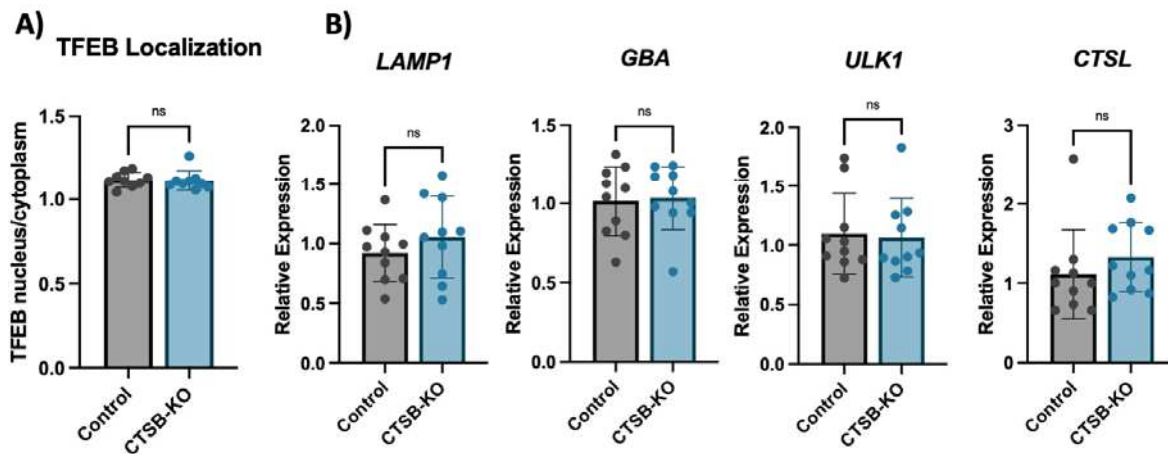 A)
TFEB Localization
TFEB nucleus/cytoplasm
1.5
1.0
0.5
0.0
ns
Control
CTSB-KO
B)
LAMP1
Relative Expression
2.0
1.5
1.0
0.5
0.0
ns
Control
CTSB-KO
GBA
Relative Expression
1.5
1.0
0.5
0.0
ns
Control
CTSB-KO
ULK1
Relative Expression
2.0
1.5
1.0
0.5
0.0
ns
Control
CTSB-KO
CTSL
Relative Expression
3
2
1
0
ns
Control
CTSB-KO